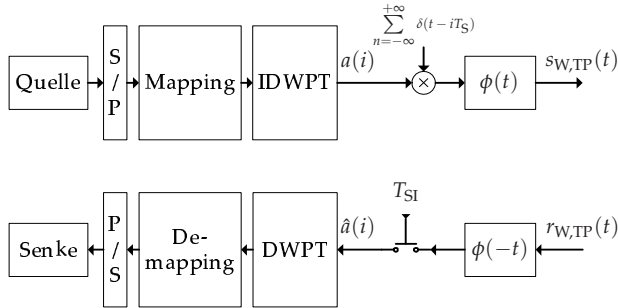 +∞
∑ δ(t-iT_S)
n=-∞
Quelle
S
/
P
Mapping
IDWPT
a(i)
×
ϕ(t)
s_W,TP(t)
Senke
P
/
S
De-
mapping
DWPT
â(i)
T_SI
ϕ(-t)
r_W,TP(t)